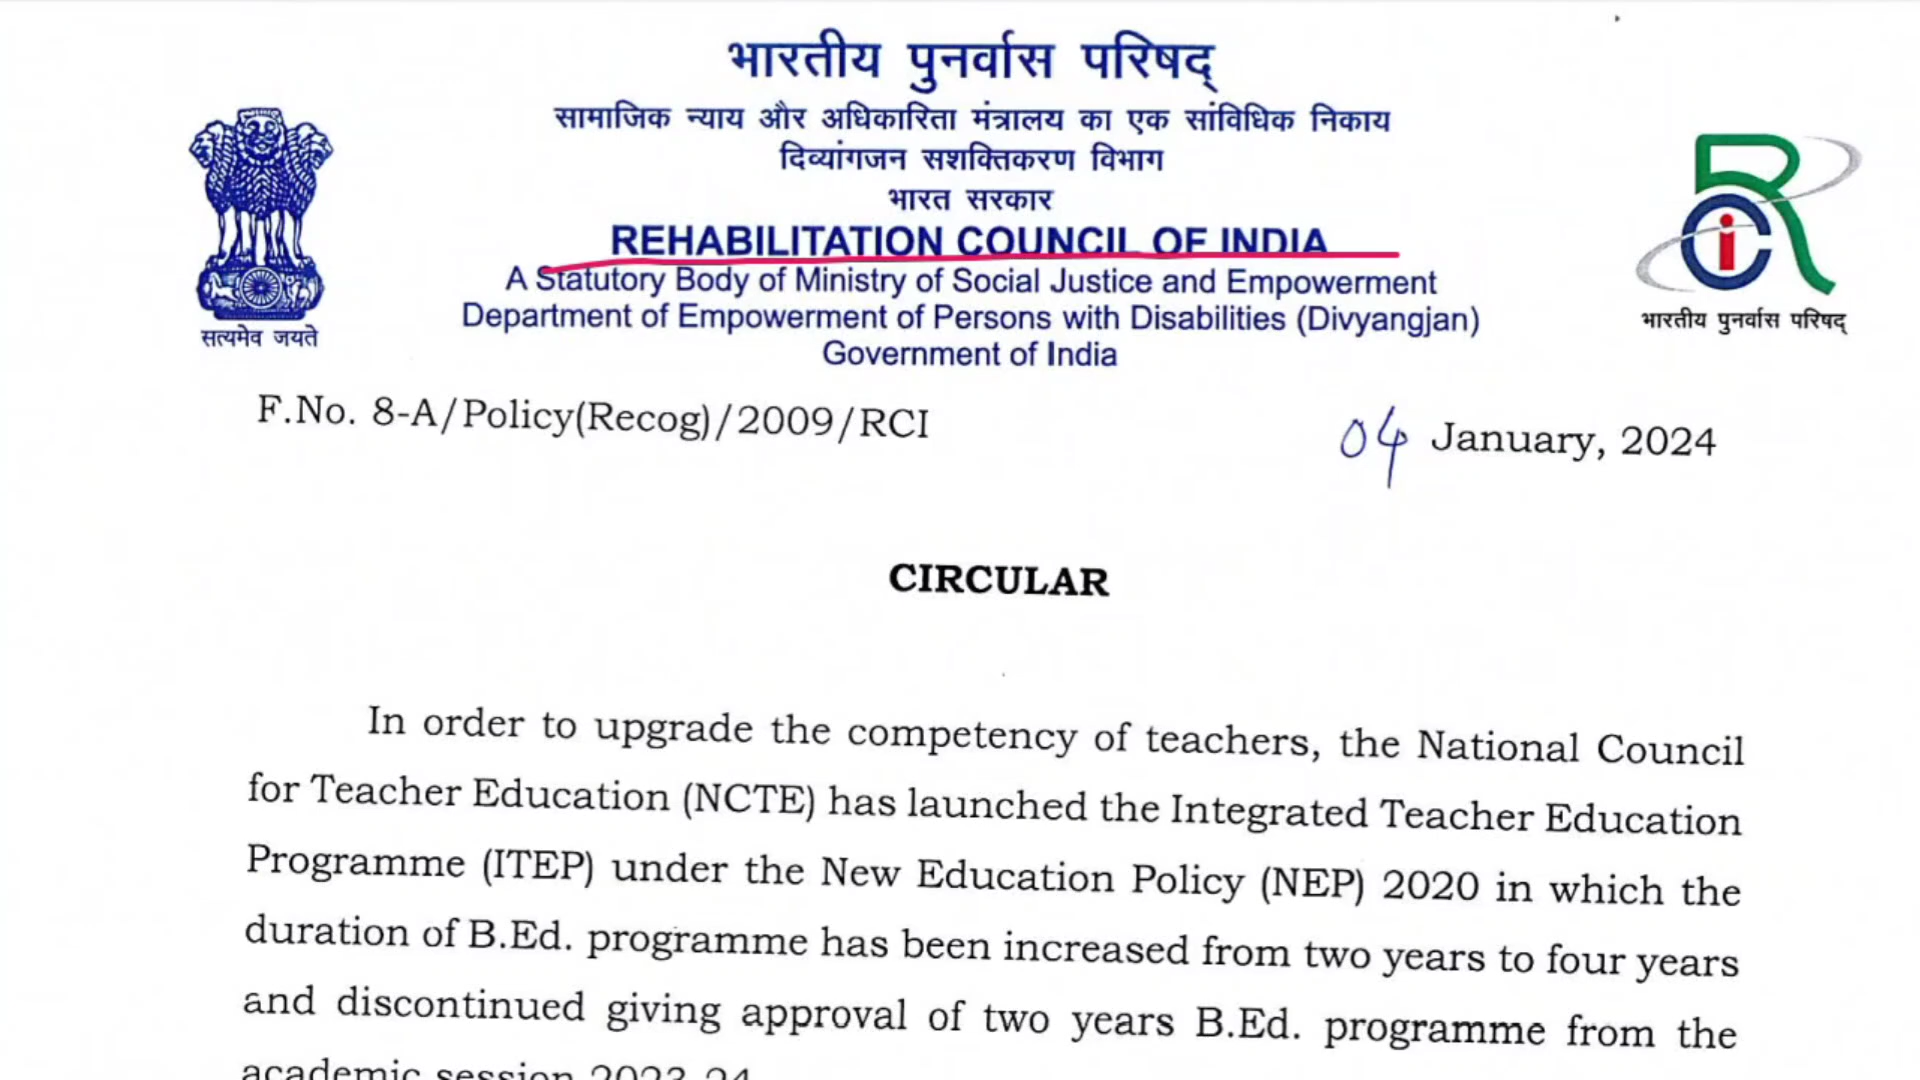 भारतीय पुनर्वास परिषद्
सामाजिक न्याय और अधिकारिता मंत्रालय का एक सांविधिक निकाय
दिव्यांगजन सशक्तिकरण विभाग
भारत सरकार
REHABILITATION COUNCIL OF INDIA
A Statutory Body of Ministry of Social Justice and Empowerment
Department of Empowerment of Persons with Disabilities (Divyangjan)
Government of India
सत्यमेव जयते
RCI
भारतीय पुनर्वास परिषद्
F.No. 8-A/Policy(Recog)/2009/RCI
04 January, 2024
CIRCULAR
In order to upgrade the competency of teachers, the National Council
for Teacher Education (NCTE) has launched the Integrated Teacher Education
Programme (ITEP) under the New Education Policy (NEP) 2020 in which the
duration of B.Ed. programme has been increased from two years to four years
and discontinued giving approval of two years B.Ed. programme from the
academic session 2023-24